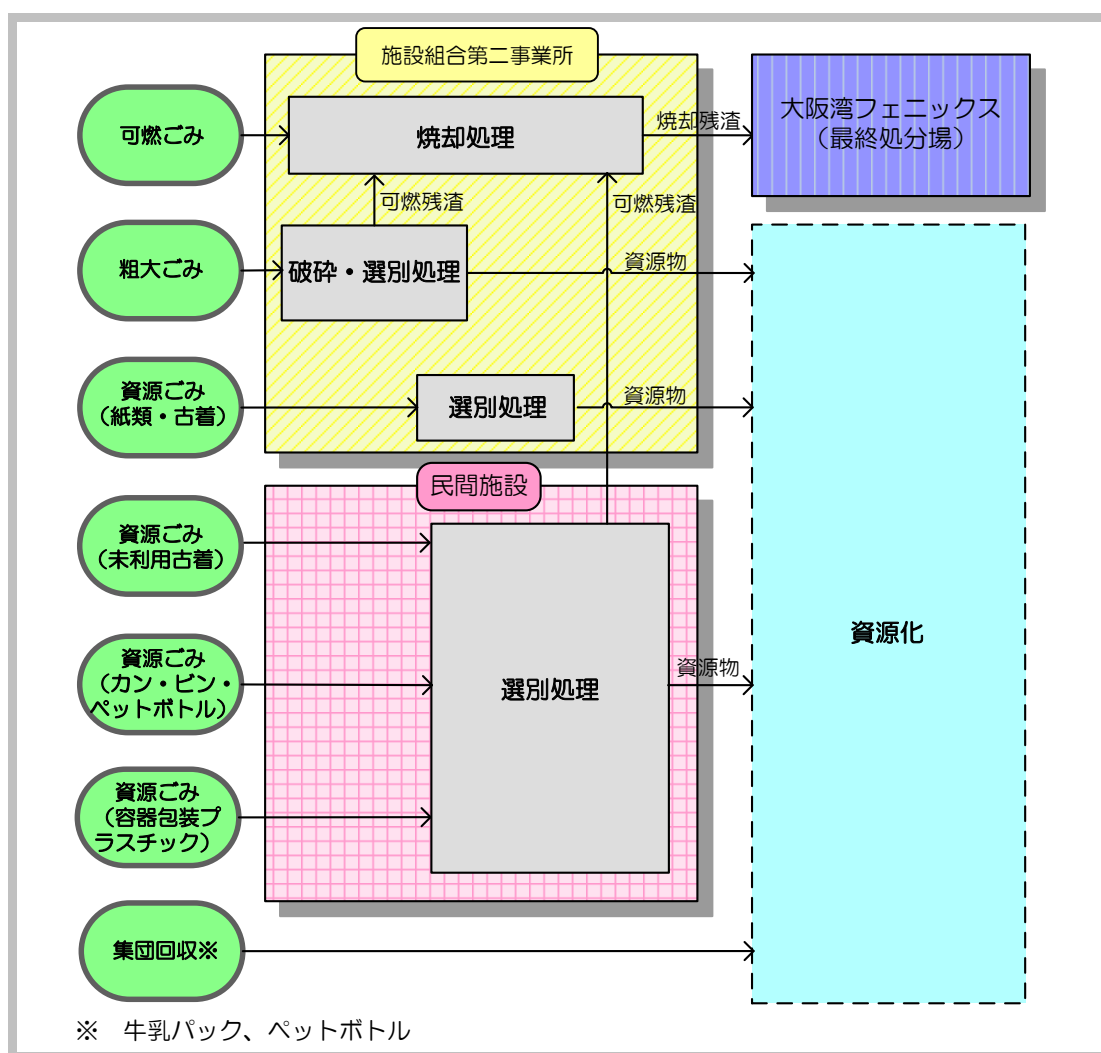 施設組合第二事業所
可燃ごみ
焼却処理
焼却残渣
大阪湾フェニックス
（最終処分場）
可燃残渣
可燃残渣
粗大ごみ
破砕・選別処理
資源物
資源ごみ
（紙類・古着）
選別処理
資源物
民間施設
資源ごみ
（未利用古着）
資源ごみ
（カン・ビン・
ペットボトル）
選別処理
資源物
資源化
資源ごみ
（容器包装プ
ラスチック）
集団回収※
※　牛乳パック、ペットボトル